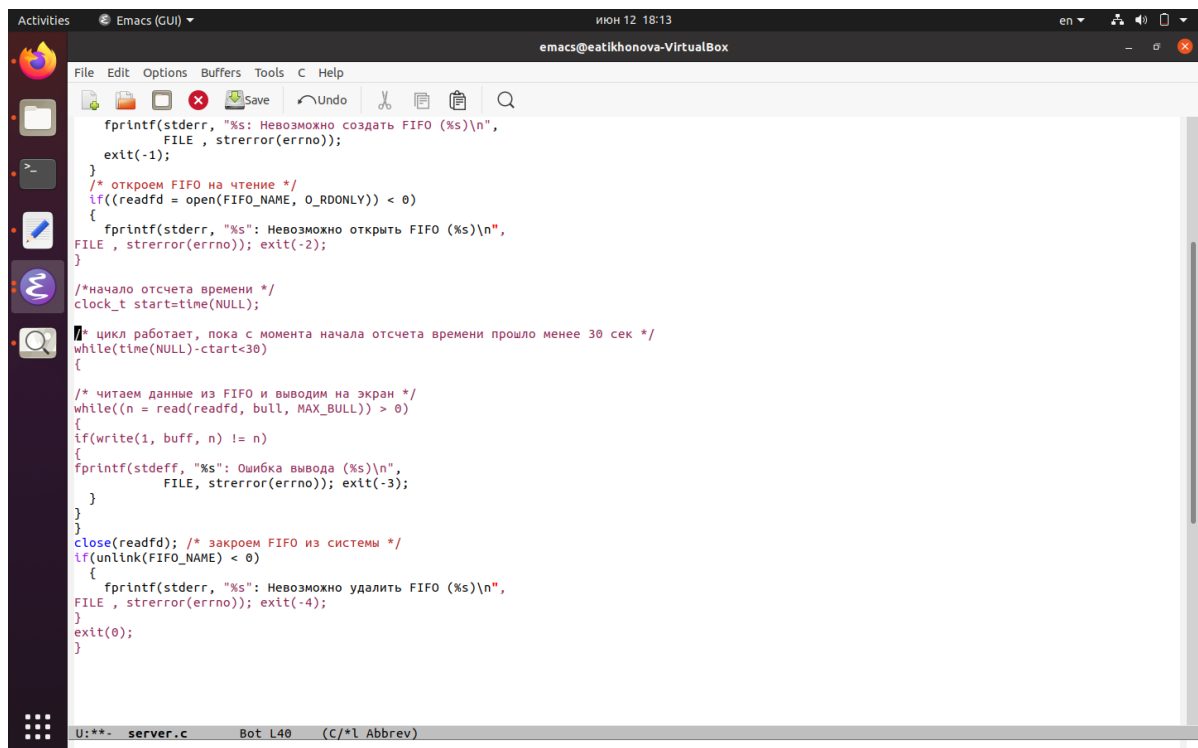 Activities Emacs (GUI) июн 12 18:13 en
emacs@eatikhonova-VirtualBox
File Edit Options Buffers Tools C Help
Save Undo
fprintf(stderr, "%s: Невозможно создать FIFO (%s)\n",
FILE , strerror(errno));
exit(-1);
}
/* откроем FIFO на чтение */
if((readfd = open(FIFO_NAME, O_RDONLY)) < 0)
{
fprintf(stderr, "%s": Невозможно открыть FIFO (%s)\n",
FILE , strerror(errno)); exit(-2);
}
/*начало отсчета времени */
clock_t start=time(NULL);
/* цикл работает, пока с момента начала отсчета времени прошло менее 30 сек */
while(time(NULL)-ctart<30)
{
/* читаем данные из FIFO и выводим на экран */
while((n = read(readfd, bull, MAX_BULL)) > 0)
{
if(write(1, buff, n) != n)
{
fprintf(stdeff, "%s": Ошибка вывода (%s)\n",
FILE, strerror(errno)); exit(-3);
}
}
}
close(readfd); /* закроем FIFO из системы */
if(unlink(FIFO_NAME) < 0)
{
fprintf(stderr, "%s": Невозможно удалить FIFO (%s)\n",
FILE , strerror(errno)); exit(-4);
}
exit(0);
}
U:**- server.c Bot L40 (C/*l Abbrev)